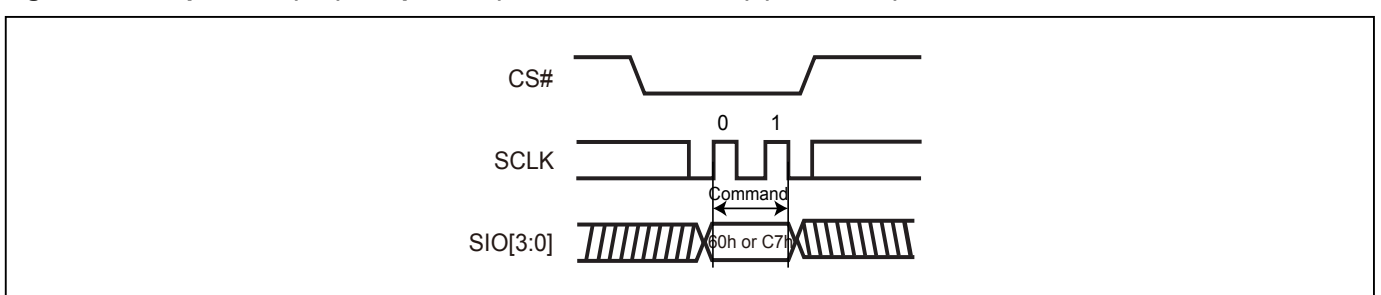 CS#
0 1
SCLK
Command
SIO[3:0]
60h or C7h